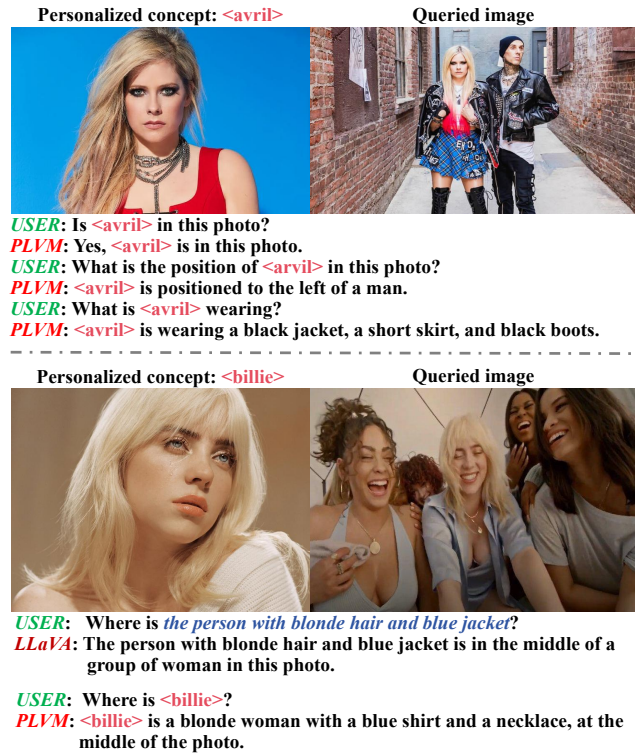 Personalized concept: <avril> Queried image
USER: Is <avril> in this photo?
PLVM: Yes, <avril> is in this photo.
USER: What is the position of <arvil> in this photo?
PLVM: <avril> is positioned to the left of a man.
USER: What is <avril> wearing?
PLVM: <avril> is wearing a black jacket, a short skirt, and black boots.
Personalized concept: <billie> Queried image
USER: Where is the person with blonde hair and blue jacket?
LLaVA: The person with blonde hair and blue jacket is in the middle of a
group of woman in this photo.
USER: Where is <billie>?
PLVM: <billie> is a blonde woman with a blue shirt and a necklace, at the
middle of the photo.